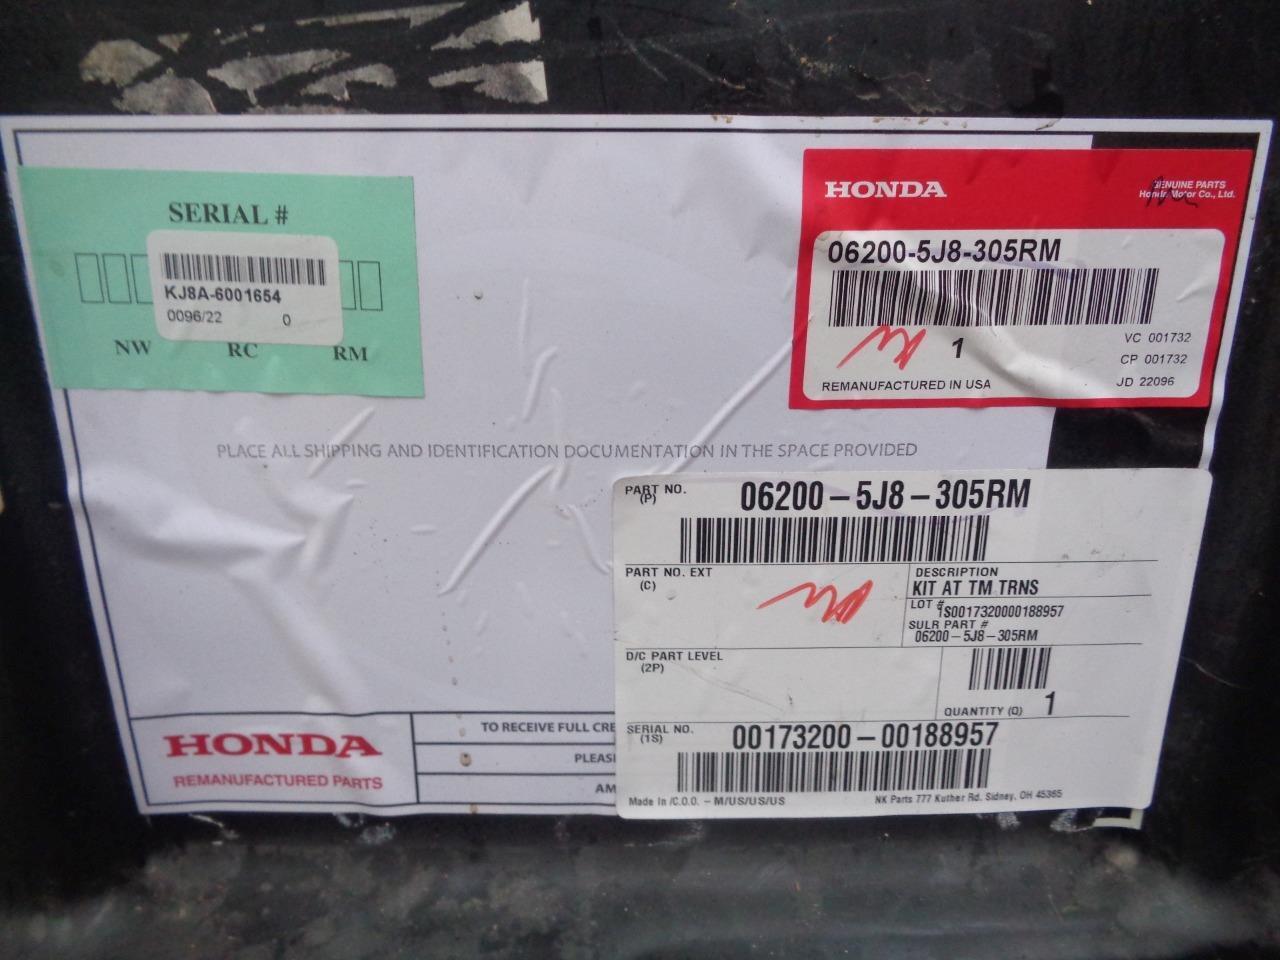 SERIAL #
KJ8A-6001654
0096/22 0
NW RC RM
HONDA
GENUINE PARTS
Honda Motor Co., Ltd.
06200-5J8-305RM
1
VC 001732
CP 001732
REMANUFACTURED IN USA
JD 22096
PLACE ALL SHIPPING AND IDENTIFICATION DOCUMENTATION IN THE SPACE PROVIDED
PART NO.
(P)
06200-5J8-305RM
PART NO. EXT
(C)
DESCRIPTION
KIT AT TM TRNS
LOT #
1S0017320000188957
SULR PART #
06200-5J8-305RM
D/C PART LEVEL
(2P)
QUANTITY (Q) 1
SERIAL NO.
(1S)
00173200-00188957
Made In /C.O.O. - M/US/US/US
NK Parts 777 Kuther Rd. Sidney, OH 45365
HONDA
REMANUFACTURED PARTS
TO RECEIVE FULL CRE
PLEAS
AM